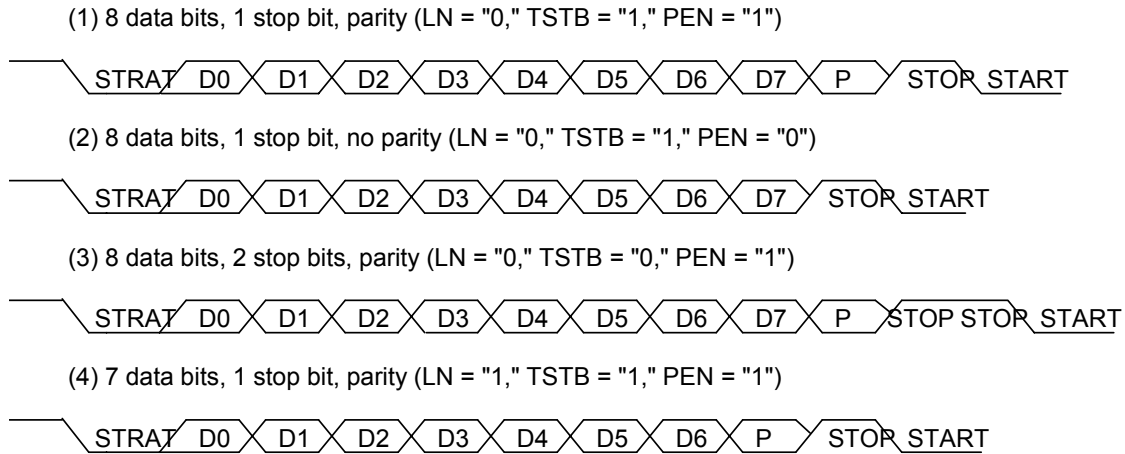 (1) 8 data bits, 1 stop bit, parity (LN = "0," TSTB = "1," PEN = "1")
STRAT D0 D1 D2 D3 D4 D5 D6 D7 P STOP START
(2) 8 data bits, 1 stop bit, no parity (LN = "0," TSTB = "1," PEN = "0")
STRAT D0 D1 D2 D3 D4 D5 D6 D7 STOP START
(3) 8 data bits, 2 stop bits, parity (LN = "0," TSTB = "0," PEN = "1")
STRAT D0 D1 D2 D3 D4 D5 D6 D7 P STOP STOP START
(4) 7 data bits, 1 stop bit, parity (LN = "1," TSTB = "1," PEN = "1")
STRAT D0 D1 D2 D3 D4 D5 D6 P STOP START